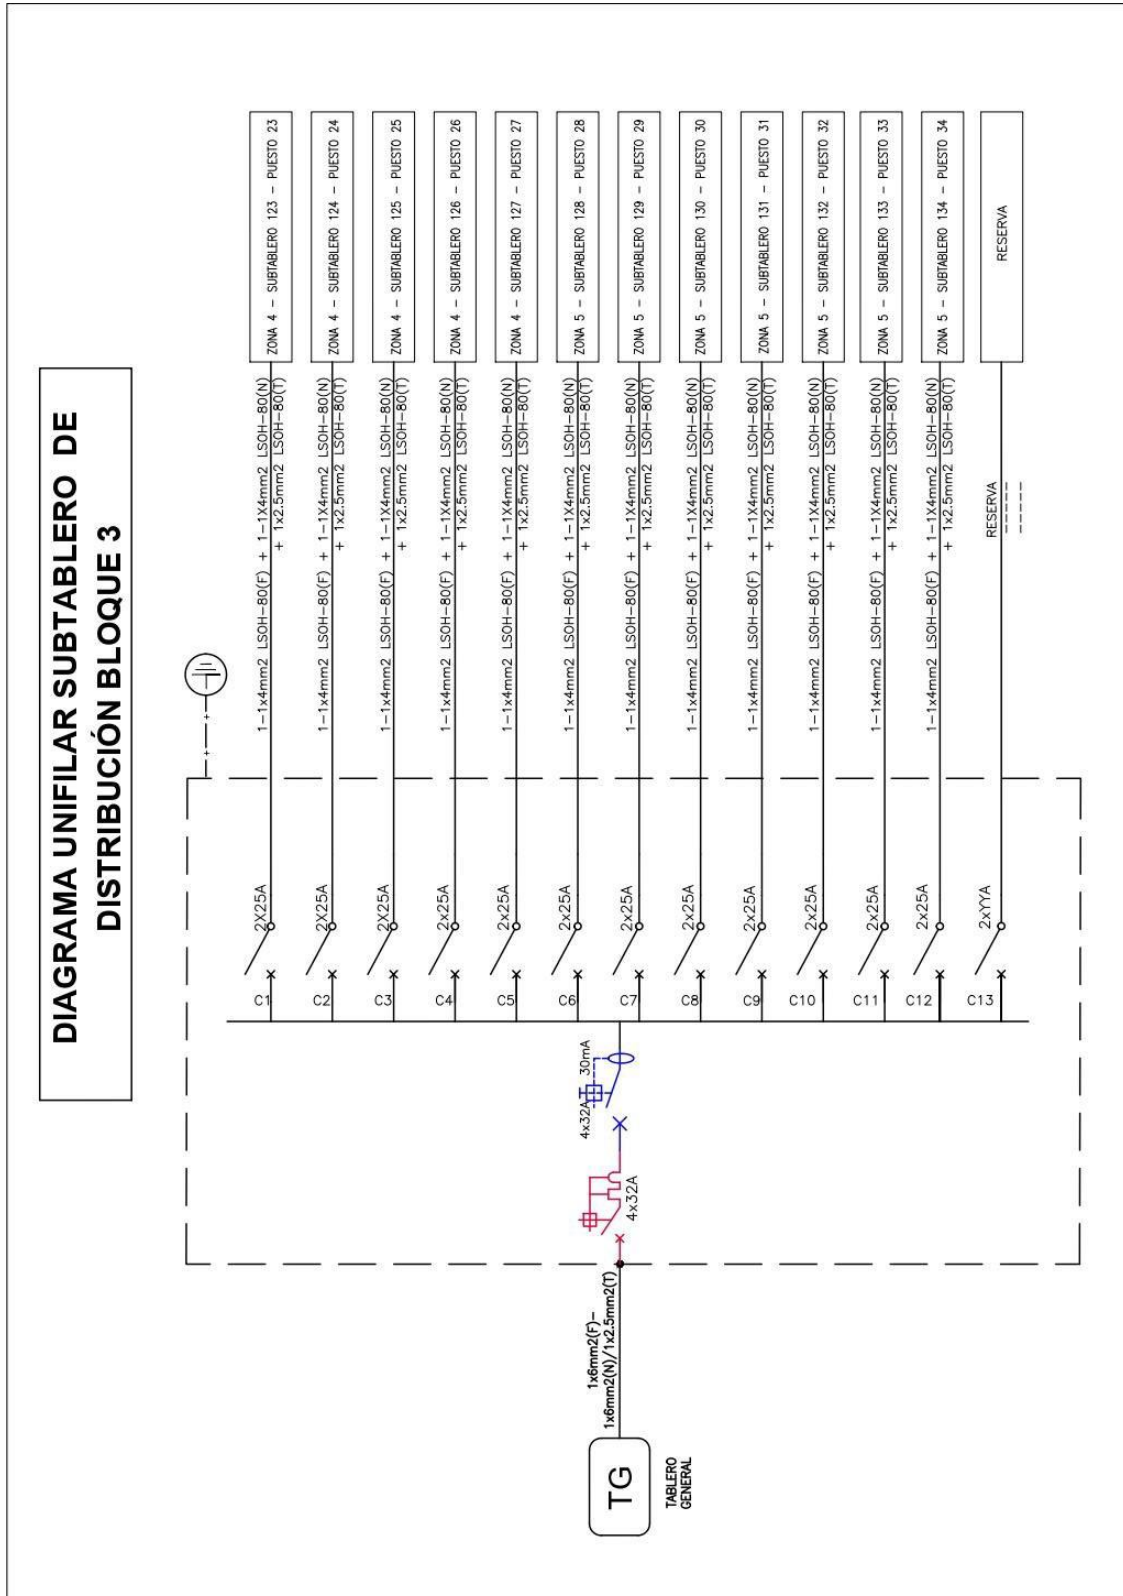 DIAGRAMA UNIFILAR SUBTABLERO DE
DISTRIBUCIÓN BLOQUE 3
TG
TABLERO
GENERAL
1x6mm2(F)-
1x6mm2(N)/1x2.5mm2(T)
4x32A
4x32A
30mA
C1
2X25A
1-1x4mm2 LSOH-80(F) + 1-1X4mm2 LSOH-80(N)
+ 1x2.5mm2 LSOH-80(T)
ZONA 4 - SUBTABLERO 123 - PUESTO 23
C2
2X25A
1-1x4mm2 LSOH-80(F) + 1-1X4mm2 LSOH-80(N)
+ 1x2.5mm2 LSOH-80(T)
ZONA 4 - SUBTABLERO 124 - PUESTO 24
C3
2X25A
1-1x4mm2 LSOH-80(F) + 1-1X4mm2 LSOH-80(N)
+ 1x2.5mm2 LSOH-80(T)
ZONA 4 - SUBTABLERO 125 - PUESTO 25
C4
2x25A
1-1x4mm2 LSOH-80(F) + 1-1X4mm2 LSOH-80(N)
+ 1x2.5mm2 LSOH-80(T)
ZONA 4 - SUBTABLERO 126 - PUESTO 26
C5
2x25A
1-1x4mm2 LSOH-80(F) + 1-1X4mm2 LSOH-80(N)
+ 1x2.5mm2 LSOH-80(T)
ZONA 4 - SUBTABLERO 127 - PUESTO 27
C6
2x25A
1-1x4mm2 LSOH-80(F) + 1-1X4mm2 LSOH-80(N)
+ 1x2.5mm2 LSOH-80(T)
ZONA 5 - SUBTABLERO 128 - PUESTO 28
C7
2x25A
1-1x4mm2 LSOH-80(F) + 1-1X4mm2 LSOH-80(N)
+ 1x2.5mm2 LSOH-80(T)
ZONA 5 - SUBTABLERO 129 - PUESTO 29
C8
2x25A
1-1x4mm2 LSOH-80(F) + 1-1X4mm2 LSOH-80(N)
+ 1x2.5mm2 LSOH-80(T)
ZONA 5 - SUBTABLERO 130 - PUESTO 30
C9
2x25A
1-1x4mm2 LSOH-80(F) + 1-1X4mm2 LSOH-80(N)
+ 1x2.5mm2 LSOH-80(T)
ZONA 5 - SUBTABLERO 131 - PUESTO 31
C10
2x25A
1-1x4mm2 LSOH-80(F) + 1-1X4mm2 LSOH-80(N)
+ 1x2.5mm2 LSOH-80(T)
ZONA 5 - SUBTABLERO 132 - PUESTO 32
C11
2x25A
1-1x4mm2 LSOH-80(F) + 1-1X4mm2 LSOH-80(N)
+ 1x2.5mm2 LSOH-80(T)
ZONA 5 - SUBTABLERO 133 - PUESTO 33
C12
2x25A
1-1x4mm2 LSOH-80(F) + 1-1X4mm2 LSOH-80(N)
+ 1x2.5mm2 LSOH-80(T)
ZONA 5 - SUBTABLERO 134 - PUESTO 34
C13
2xYYA
RESERVA
RESERVA